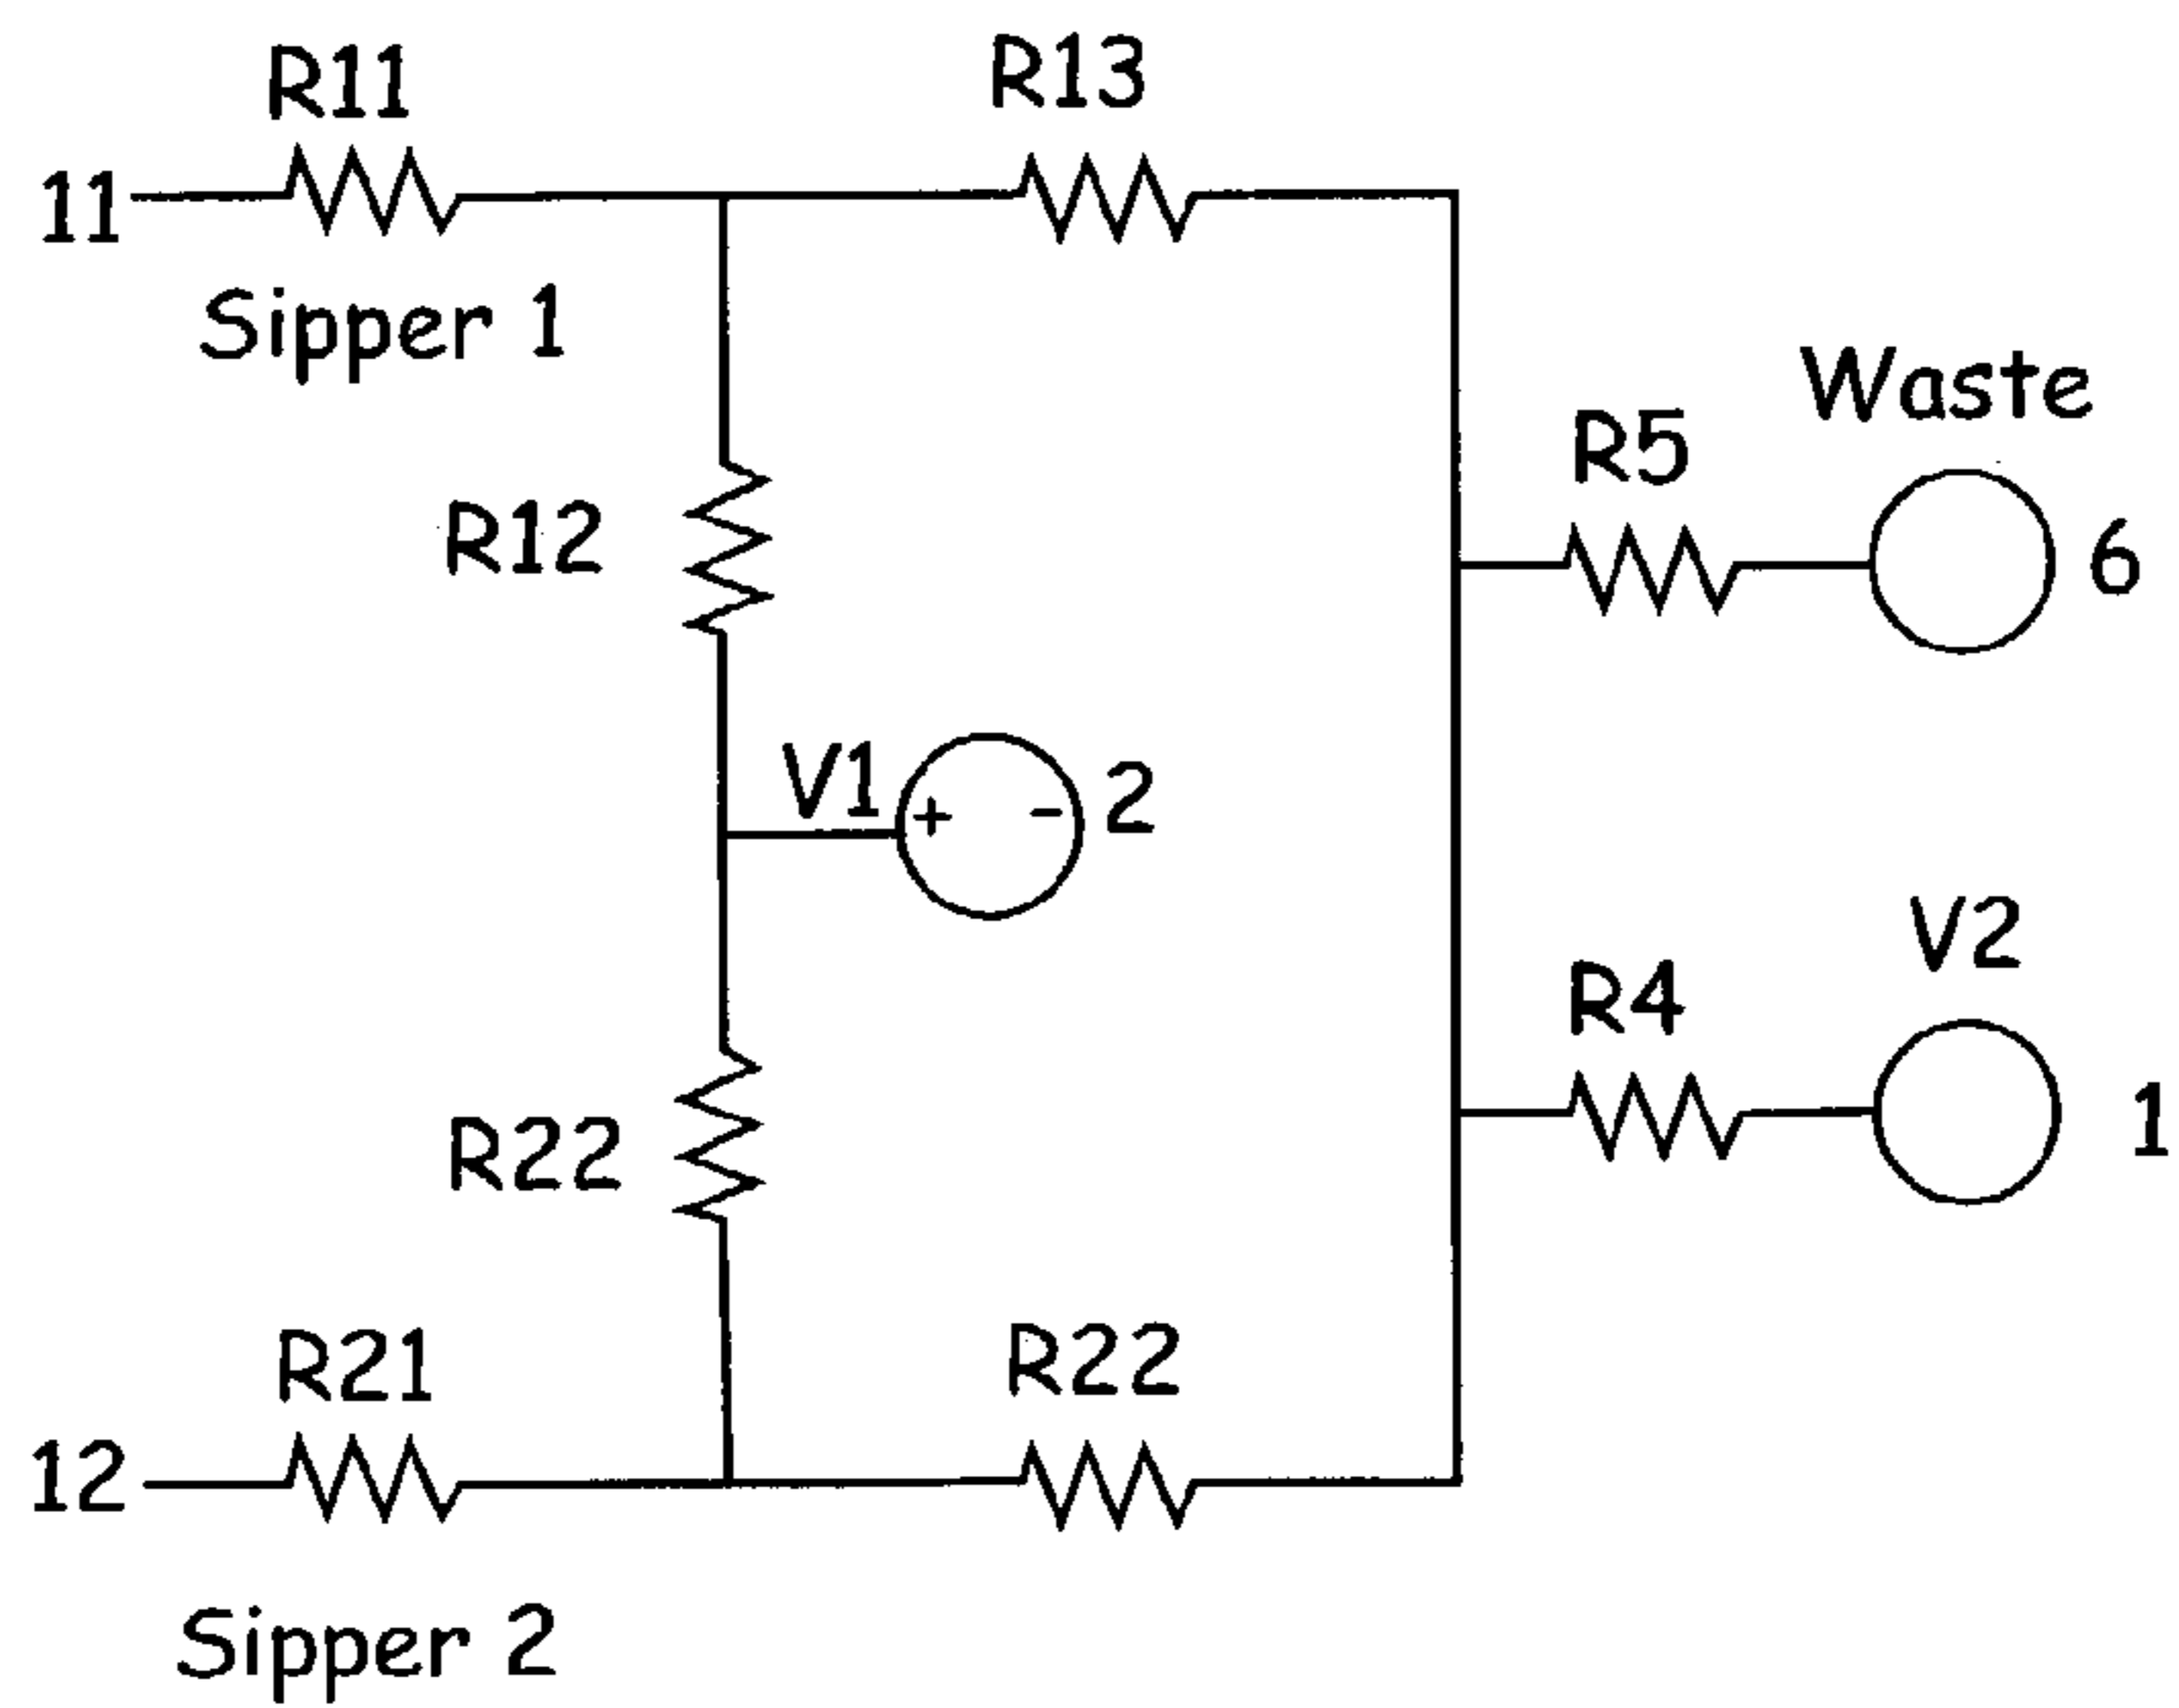 R11
R13
11
Sipper 1
Waste
R5
6
R12
V1
+ -
2
V2
R4
1
R22
R21
R22
12
Sipper 2